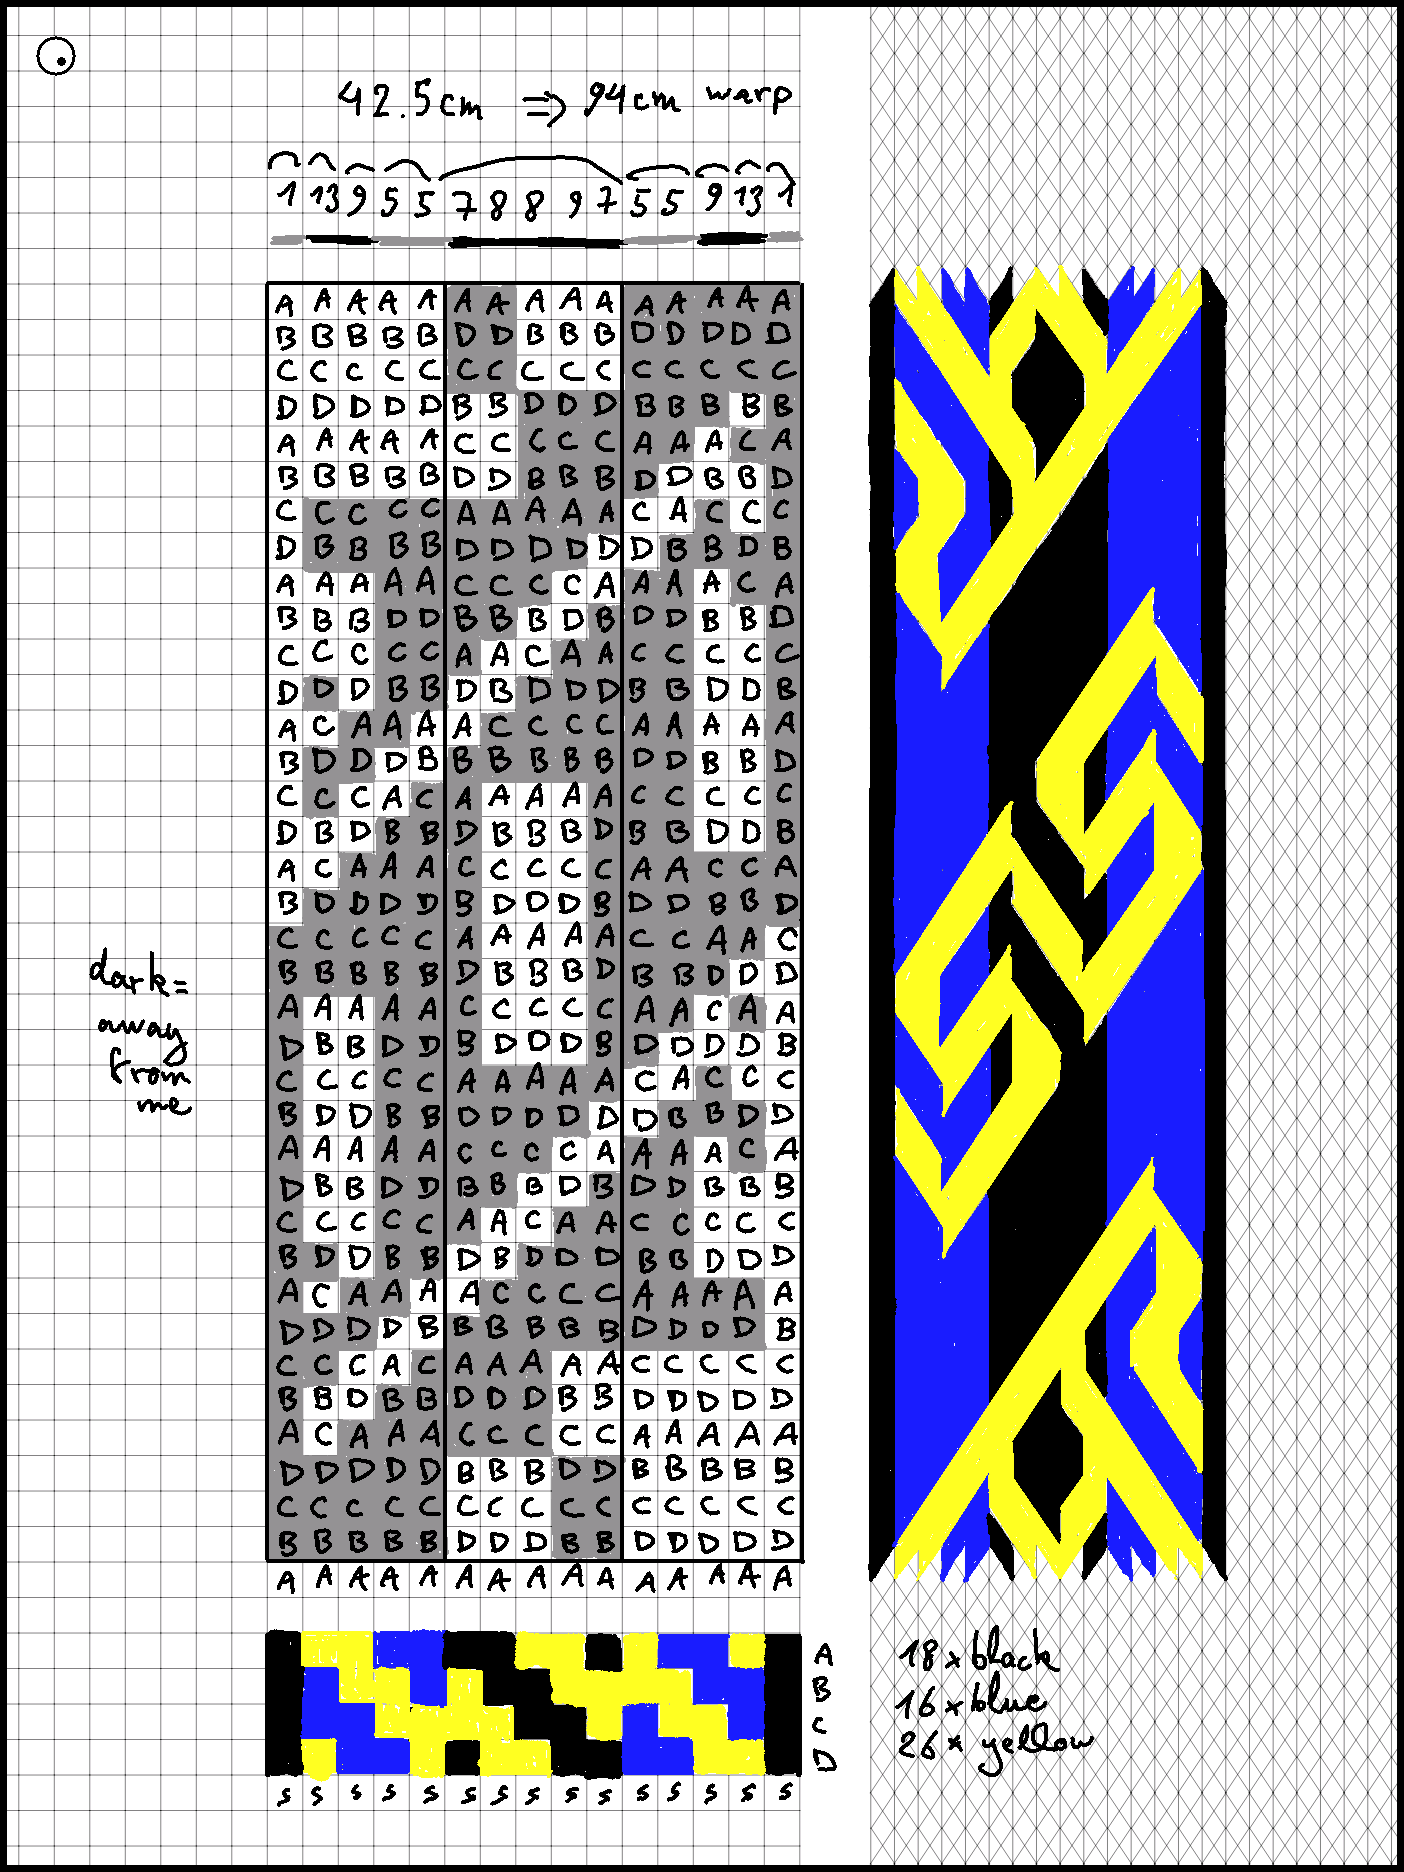 42.5cm => 94cm warp
1 13 9 5 5 7 8 8 9 7 5 5 9 13 1
A A A A A A A A A A A A A A A
B B B B B D D B B B D D D D D
C C C C C C C C C C C C C C C
D D D D D B B D D D B B B B B
A A A A A C C C C C A A A C A
B B B B B D D B B B D D B B D
C C C C C A A A A A C A C C C
D B B B B D D D D D D B B D B
A A A A A C C C C A A A A C A
B B B D D B B B D B D D B B D
C C C C C A A C A A C C C C C
D D D B B D B D D D B B D D B
A C A A A A C C C C A A A A A
B D D D B B B B B B D D B B D
C C C A C A A A A A C C C C C
D B D B B D B B B D B B D D B
A C A A A C C C C C A A C C A
B D D D D B D D D B D D B B D
C C C C C A A A A A C C A A C
B B B B B D B B B D B B D D D
A A A A A C C C C C A A C A A
D B B D D B D D D B D D D D B
C C C C C A A A A A C A C C C
B D D B B D D D D D D B B D D
A A A A A C C C C A A A A C A
D B B D D B B B D B D D B B B
C C C C C A A C A A C C C C C
B D D B B D B D D D B B D D D
A C A A A A C C C C A A A A A
D D D D B B B B B B D D D D B
C C C A C A A A A A C C C C C
B B D B B D D D B B D D D D D
A C A A A C C C C C A A A A A
D D D D D B B B D D B B B B B
C C C C C C C C C C C C C C C
B B B B B D D D B B D D D D D
A A A A A A A A A A A A A A A
dark=
away
from
me
A
B
C
D
s s s s s s s s s s s s s s s
18 x black
16 x blue
26 x yellow